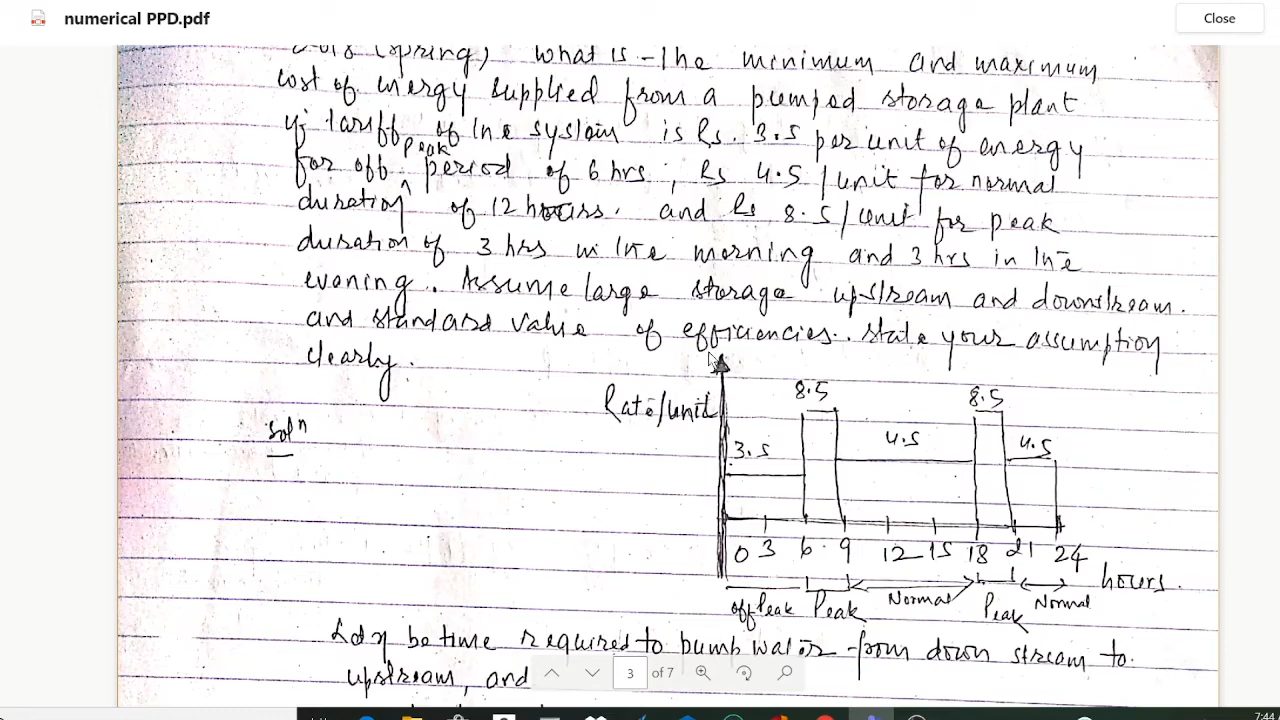 numerical PPD.pdf
Close
2018 (spring) What is the minimum and maximum
cost of energy supplied from a pumped storage plant
if tariff of the system is Rs. 3.5 per unit of energy
peak
for off period of 6 hrs, Rs 4.5/unit for normal
duration of 12 hours. and Rs 8.5/unit for peak
duration of 3 hrs in the morning and 3 hrs in the
evening. Assume large storage upstream and downstream.
and standard value of efficiencies. State your assumption
clearly.
Solⁿ
Rate/unit
8.5
8.5
3.5
4.5
4.5
0 3 6 9 12 15 18 21 24
hours.
off Peak Peak Normal Peak Normal
Let x be time required to pump water from down stream to
upstream, and
3 of 7
7:44